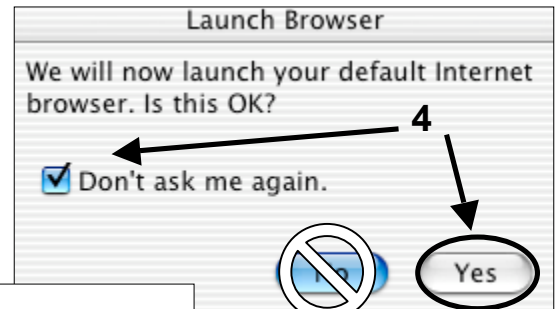 Launch Browser
We will now launch your default Internet
browser. Is this OK?
4
Don't ask me again.
Yes